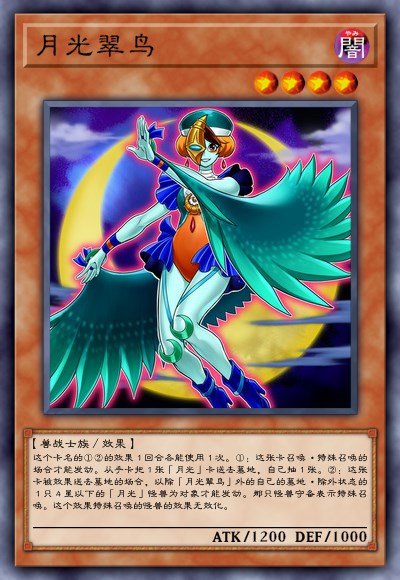 月光翠鸟
やみ
闇
【兽战士族/效果】
这个卡名的①②的效果1回合各能使用1次。①：这张卡召唤·特殊召唤的
场合才能发动。从手卡把1张「月光」卡送去墓地，自己抽1张。②：这张
卡被效果送去墓地的场合，以除「月光翠鸟」外的自己的墓地·除外状态的
1只4星以下的「月光」怪兽为对象才能发动。那只怪兽守备表示特殊召
唤。这个效果特殊召唤的怪兽的效果无效化。
ATK/1200 DEF/1000